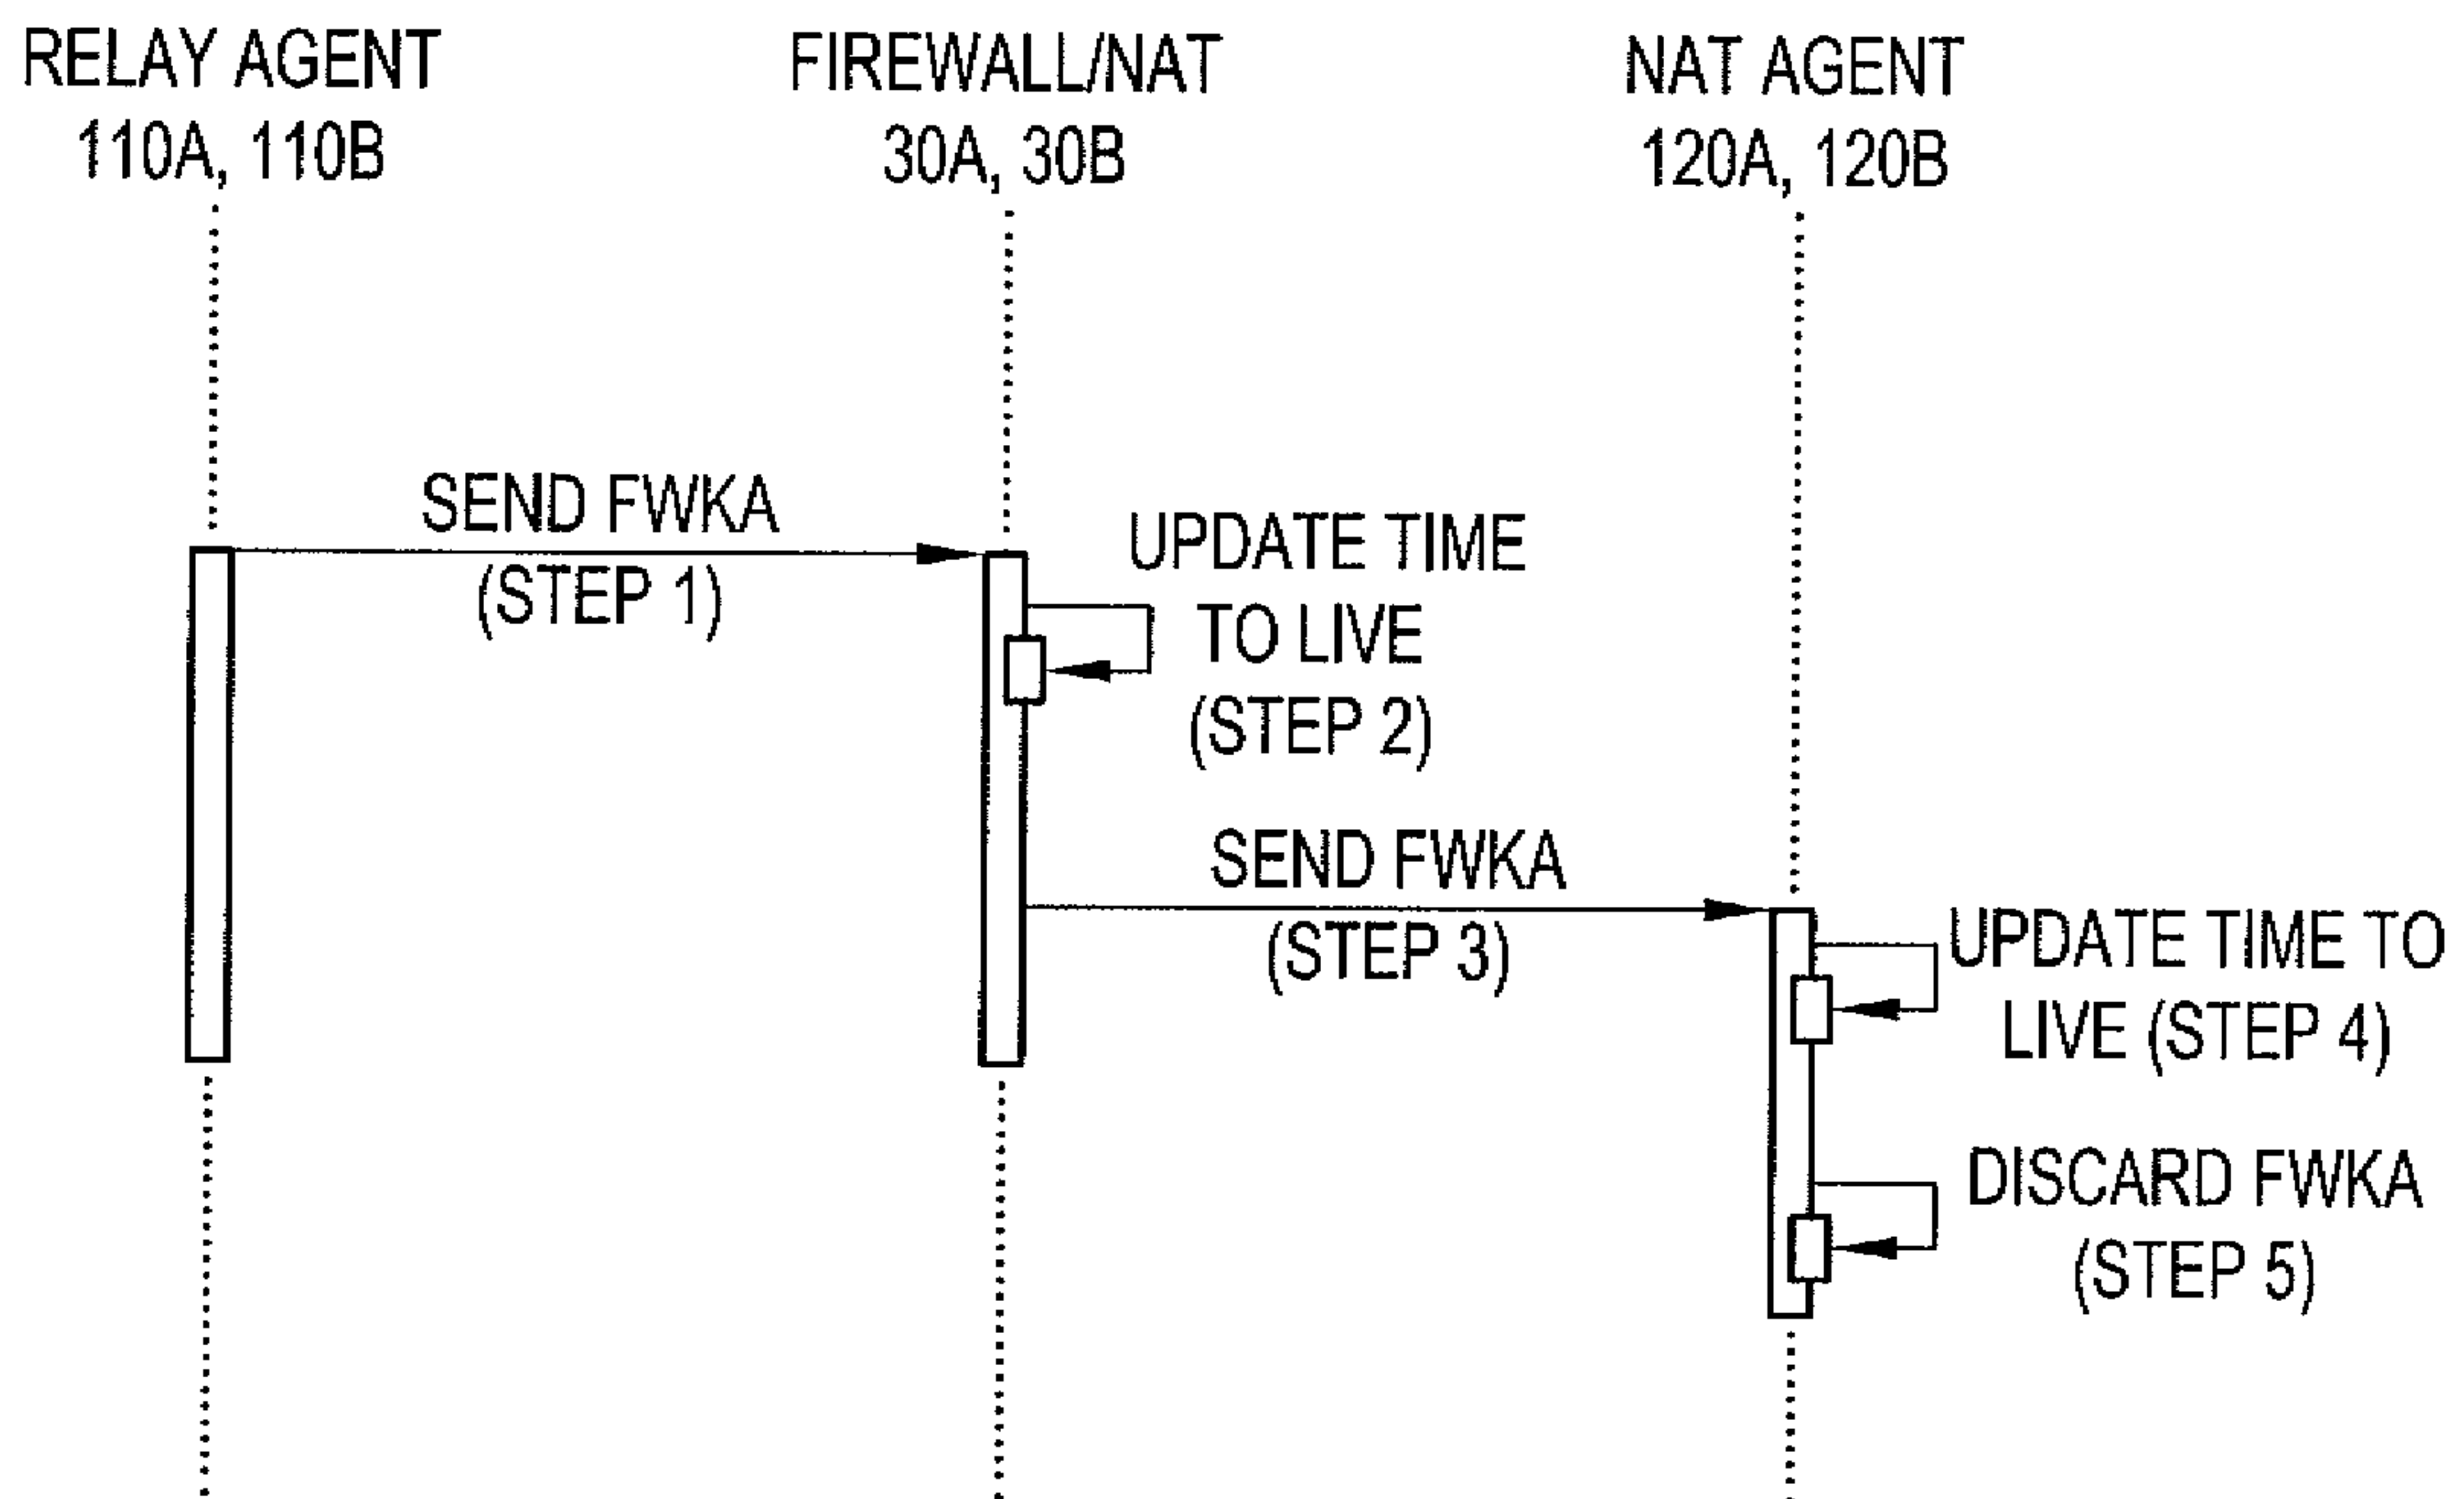 RELAY AGENT
110A, 110B
FIREWALL/NAT
30A, 30B
NAT AGENT
120A, 120B
SEND FWKA
(STEP 1)
UPDATE TIME
TO LIVE
(STEP 2)
SEND FWKA
(STEP 3)
UPDATE TIME TO
LIVE (STEP 4)
DISCARD FWKA
(STEP 5)